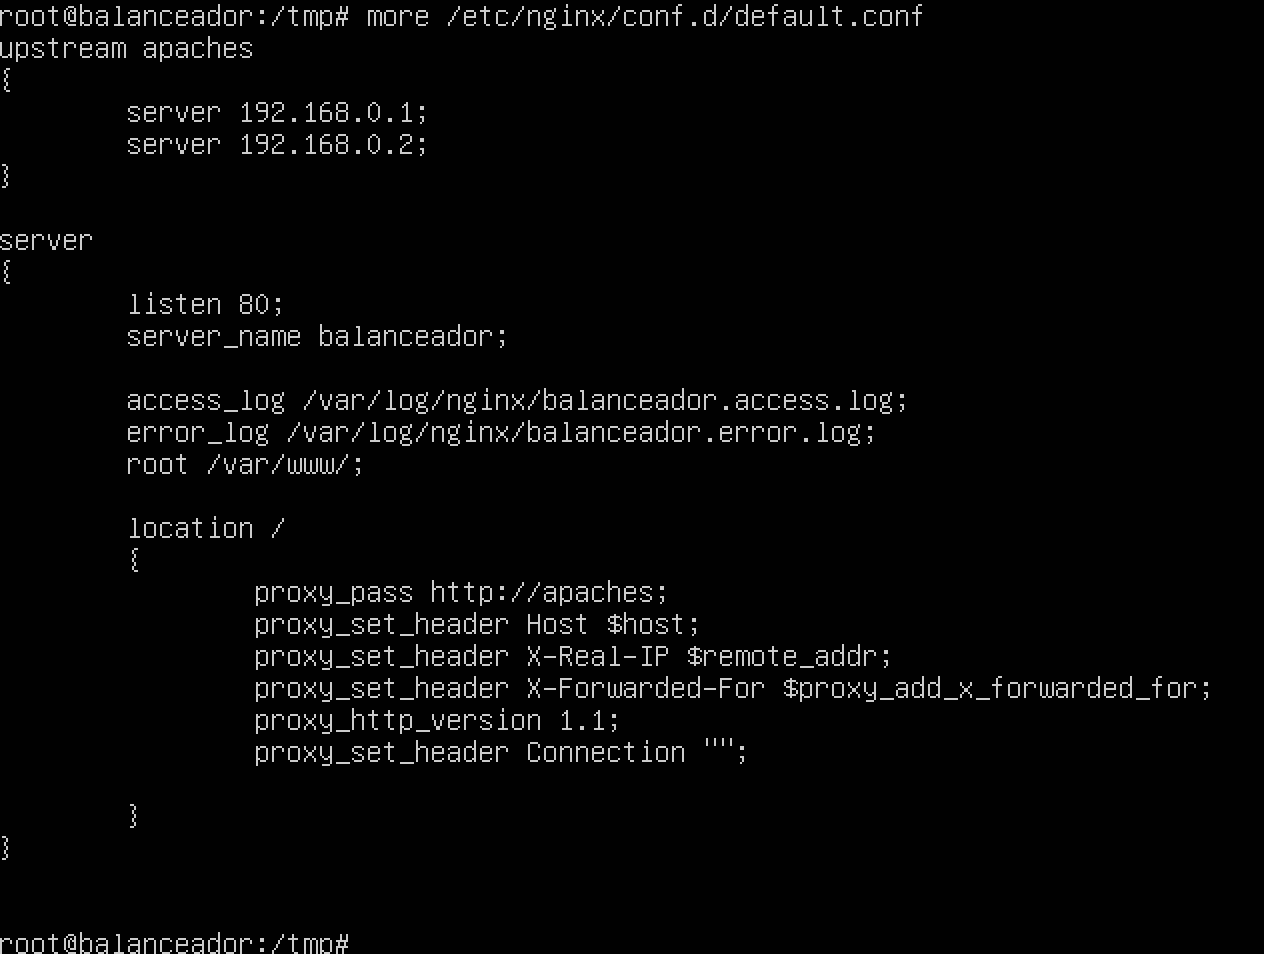 root@balanceador:/tmp# more /etc/nginx/conf.d/default.conf
upstream apaches
{
        server 192.168.0.1;
        server 192.168.0.2;
}

server
{
        listen 80;
        server_name balanceador;

        access_log /var/log/nginx/balanceador.access.log;
        error_log /var/log/nginx/balanceador.error.log;
        root /var/www/;

        location /
        {
                proxy_pass http://apaches;
                proxy_set_header Host $host;
                proxy_set_header X-Real-IP $remote_addr;
                proxy_set_header X-Forwarded-For $proxy_add_x_forwarded_for;
                proxy_http_version 1.1;
                proxy_set_header Connection "";

        }
}

root@balanceador:/tmp#